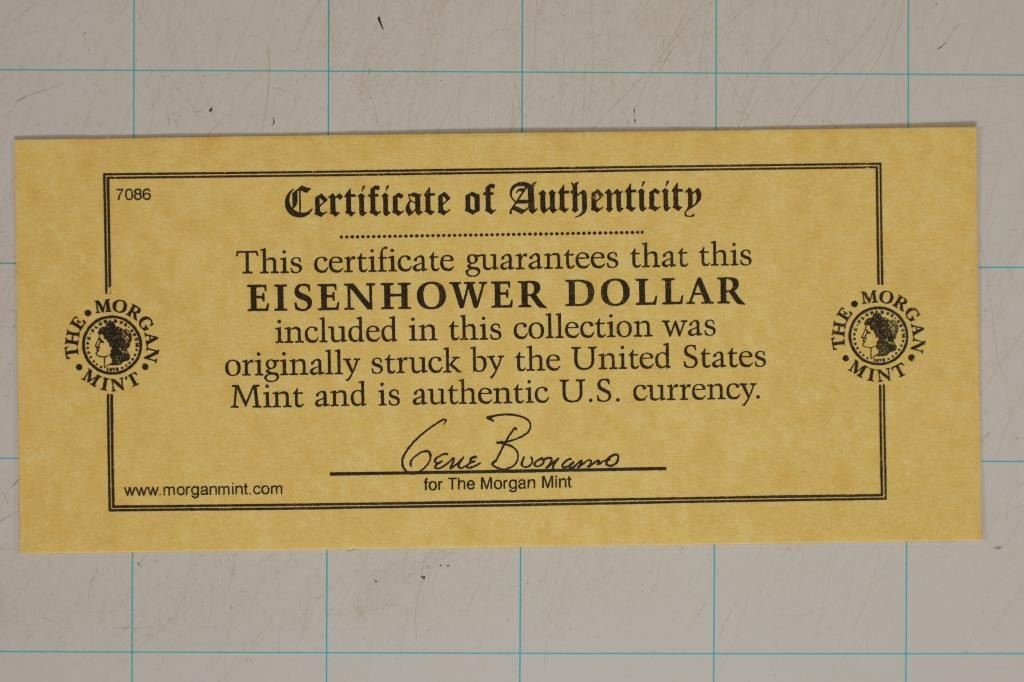 7086
Certificate of Authenticity
This certificate guarantees that this
EISENHOWER DOLLAR
included in this collection was
originally struck by the United States
Mint and is authentic U.S. currency.
THE • MORGAN • MINT •
THE • MORGAN • MINT •
Gene Buonamo
for The Morgan Mint
www.morganmint.com